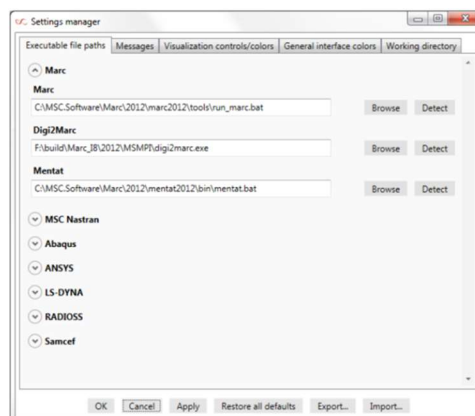 Settings manager
Executable file paths Messages Visualization controls/colors General interface colors Working directory
Marc
Marc
C:\MSC.Software\Marc\2012\marc2012\tools\run_marc.bat Browse Detect
Digi2Marc
F:\build\Marc_I8\2012\MSMPI\digi2marc.exe Browse Detect
Mentat
C:\MSC.Software\Marc\2012\mentat2012\bin\mentat.bat Browse Detect
MSC Nastran
Abaqus
ANSYS
LS-DYNA
RADIOSS
Samcef
OK Cancel Apply Restore all defaults Export... Import...